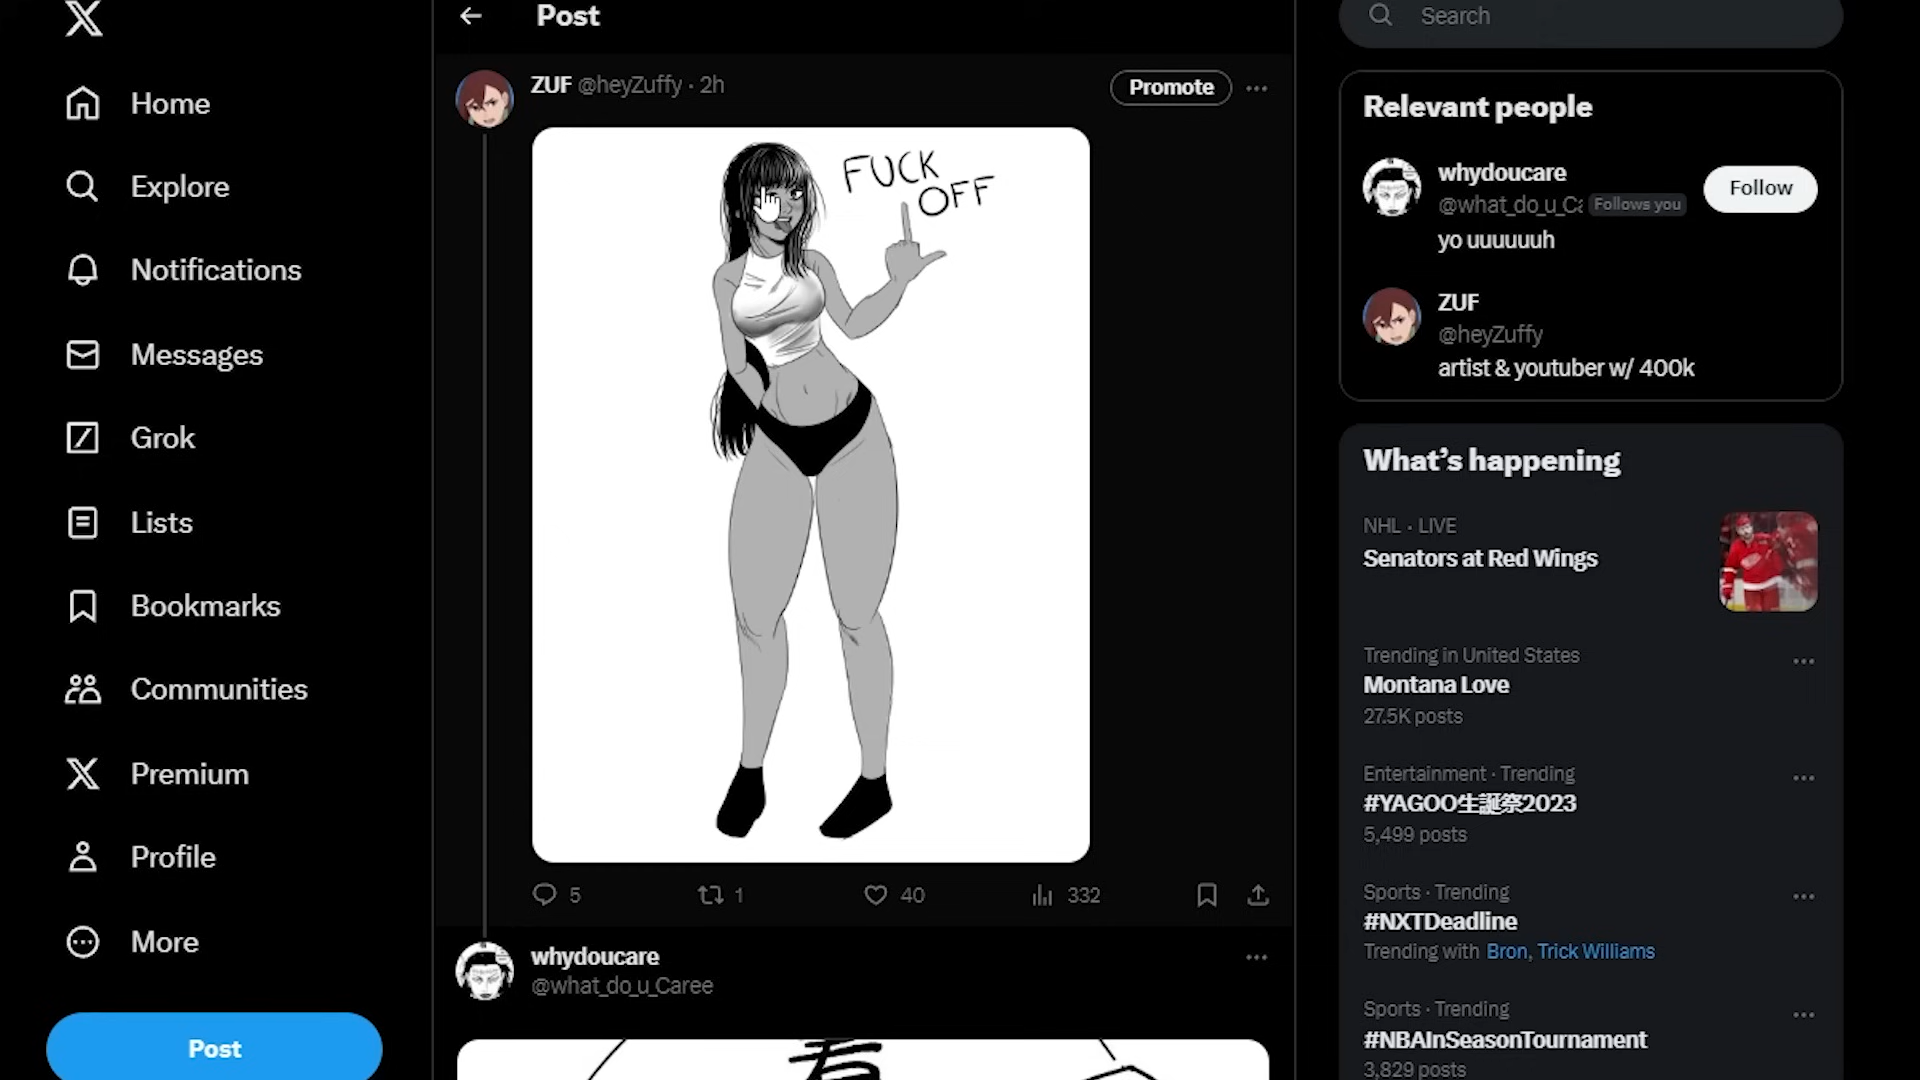 Home
Explore
Notifications
Messages
Grok
Lists
Bookmarks
Communities
Premium
Profile
More
Post
Post
ZUF @heyZuffy · 2h
Promote
FUCK
OFF
5
1
40
332
whydoucare
@what_do_u_Caree
看
Search
Relevant people
whydoucare
@what_do_u_Ca Follows you
Follow
yo uuuuuuh
ZUF
@heyZuffy
artist & youtuber w/ 400k
What's happening
NHL · LIVE
Senators at Red Wings
Trending in United States
Montana Love
27.5K posts
Entertainment · Trending
#YAGOO生誕祭2023
5,499 posts
Sports · Trending
#NXTDeadline
Trending with Bron, Trick Williams
Sports · Trending
#NBAInSeasonTournament
3,829 posts